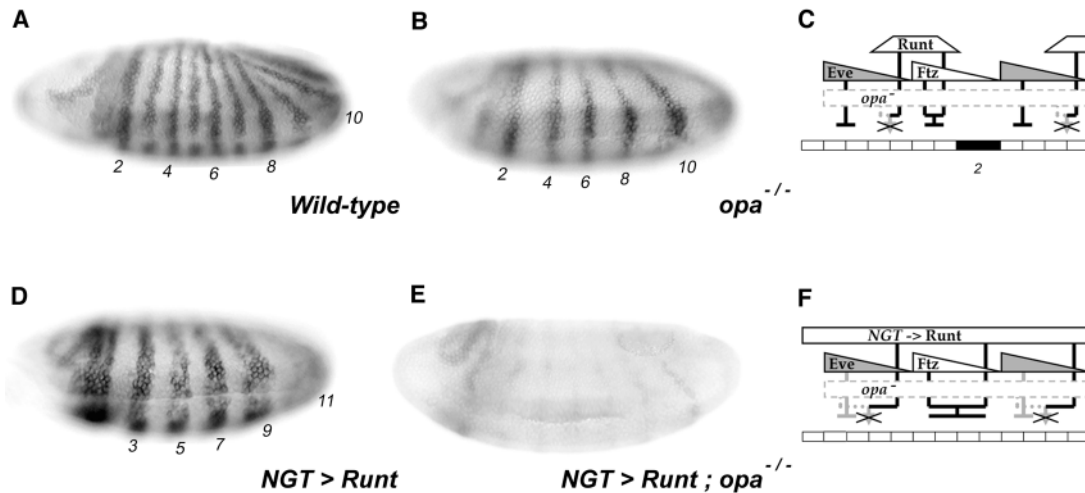 A
B
C
10
2 4 6 8
Wild-type
2 4 6 8 10
opa -/-
Runt
Eve Ftz
opa-
2
D
E
F
11
3 5 7 9
NGT > Runt
NGT > Runt ; opa -/-
NGT -> Runt
Eve Ftz
opa-